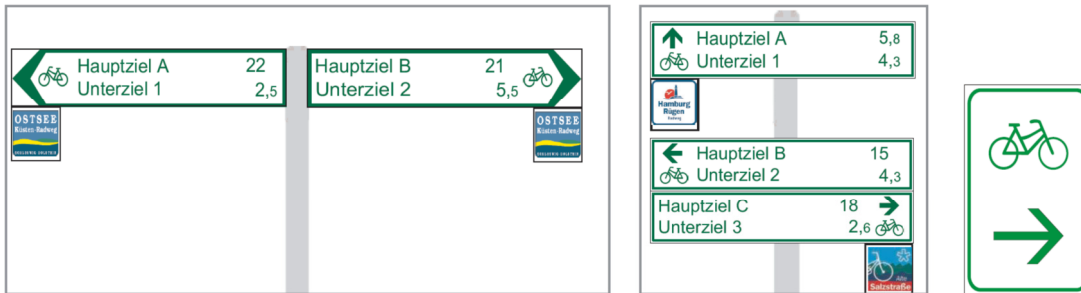 Hauptziel A 22
Unterziel 1 2,5
Hauptziel B 21
Unterziel 2 5,5
OSTSEE
Küsten-Radweg
OSTSEE
Küsten-Radweg
Hauptziel A 5,8
Unterziel 1 4,3
Hamburg
Rügen
Hauptziel B 15
Unterziel 2 4,3
Hauptziel C 18
Unterziel 3 2,6
Alte
Salzstraße